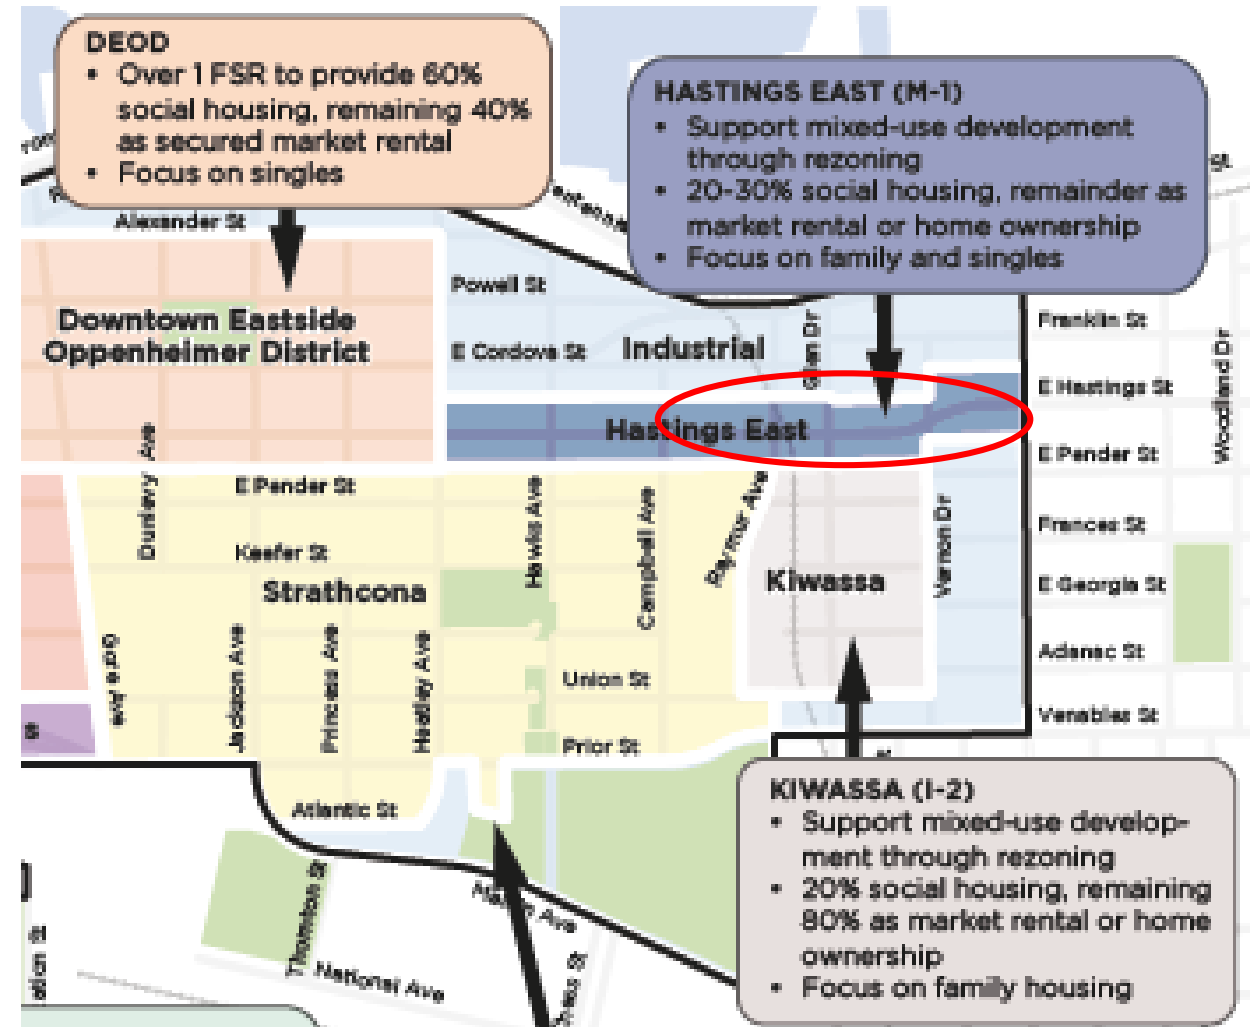 DEOD
• Over 1 FSR to provide 60%
social housing, remaining 40%
as secured market rental
• Focus on singles
HASTINGS EAST (M-1)
• Support mixed-use development
through rezoning
• 20-30% social housing, remainder as
market rental or home ownership
• Focus on family and singles
St
Alexander St
Powell St
Franklin St
Downtown Eastside
Oppenheimer District
E Cordova St
Industrial
Glen Dr
Woodland Dr
E Hastings St
Hastings East
E Pender St
Dunlevy Ave
E Pender St
Hawks Ave
Campbell Ave
Raymur Ave
Vernon Dr
Frances St
Keefer St
Strathcona
Kiwassa
E Georgia St
Gore Ave
Jackson Ave
Princess Ave
Heatley Ave
Adanac St
Union St
Venables St
Prior St
Atlantic St
KIWASSA (I-2)
• Support mixed-use develop-
ment through rezoning
• 20% social housing, remaining
80% as market rental or home
ownership
• Focus on family housing
Thornton St
National Ave
Malkin Ave